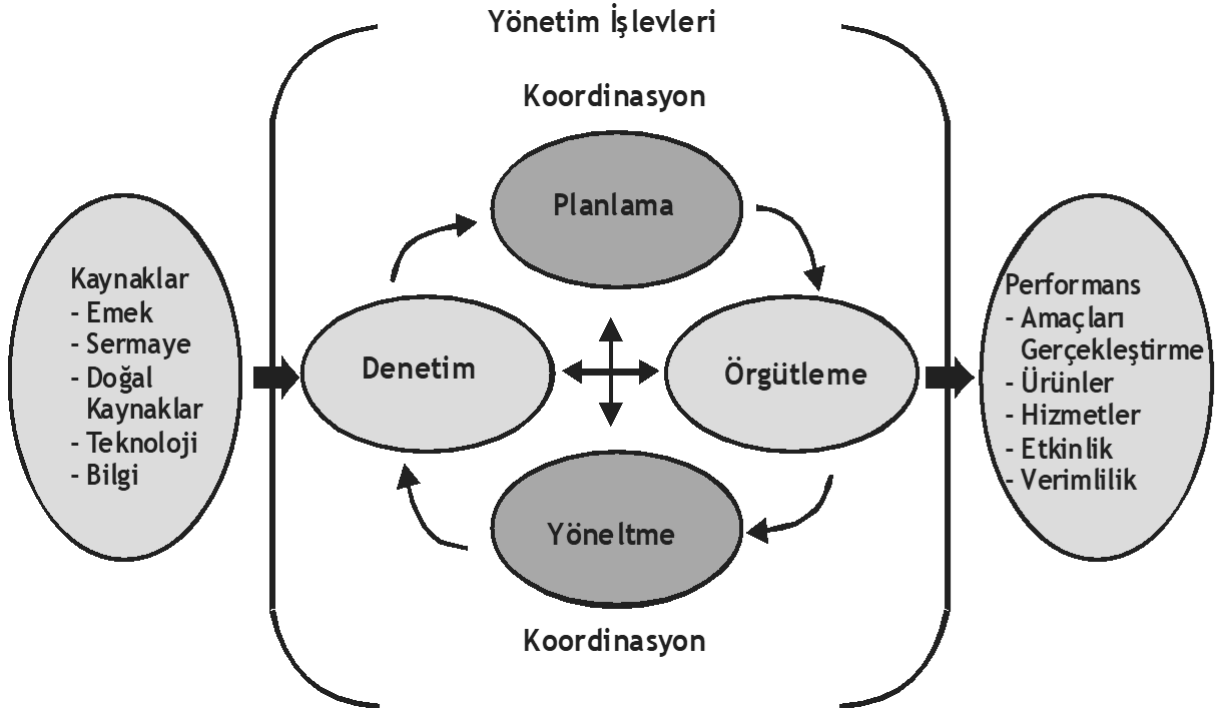 Yönetim İşlevleri
Koordinasyon
Planlama
Kaynaklar
- Emek
- Sermaye
- Doğal
Kaynaklar
- Teknoloji
- Bilgi
Denetim
Örgütleme
Performans
- Amaçları
Gerçekleştirme
- Ürünler
- Hizmetler
- Etkinlik
- Verimlilik
Yöneltme
Koordinasyon